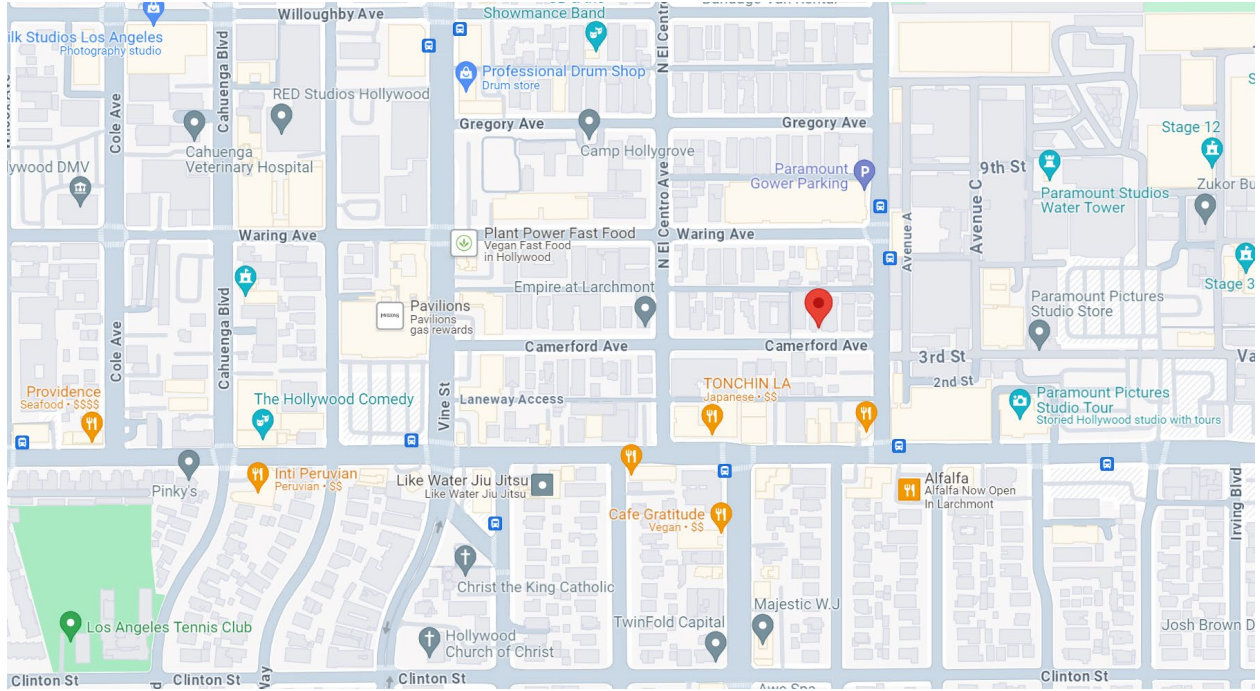 Willoughby Ave
Showmance Band
ilk Studios Los Angeles
Photography studio
Cole Ave
Cahuenga Blvd
N El Centro
Professional Drum Shop
Drum store
RED Studios Hollywood
Gregory Ave
Gregory Ave
Stage 12
Cahuenga
Veterinary Hospital
Camp Hollygrove
lywood DMV
Paramount
Gower Parking
P
9th St
Paramount Studios
Water Tower
Zukor Bu
Avenue C
Avenue A
N El Centro Ave
Waring Ave
Plant Power Fast Food
Vegan Fast Food
in Hollywood
Waring Ave
Empire at Larchmont
Stage 3
Pavilions
Pavilions
gas rewards
Paramount Pictures
Studio Store
Cole Ave
Cahuenga Blvd
Camerford Ave
Camerford Ave
3rd St
Va
2nd St
Providence
Seafood • $$$$
The Hollywood Comedy
Vine St
Laneway Access
TONCHIN LA
Japanese • $$
Paramount Pictures
Studio Tour
Storied Hollywood studio with tours
Pinky's
Inti Peruvian
Peruvian • $$
Like Water Jiu Jitsu
Like Water Jiu Jitsu
Alfalfa
Alfalfa Now Open
In Larchmont
Irving Blvd
Cafe Gratitude
Vegan • $$
Christ the King Catholic
Los Angeles Tennis Club
Hollywood
Church of Christ
TwinFold Capital
Majestic W.J
Josh Brown D
Clinton St
Clinton St
Clinton St
Clinton St